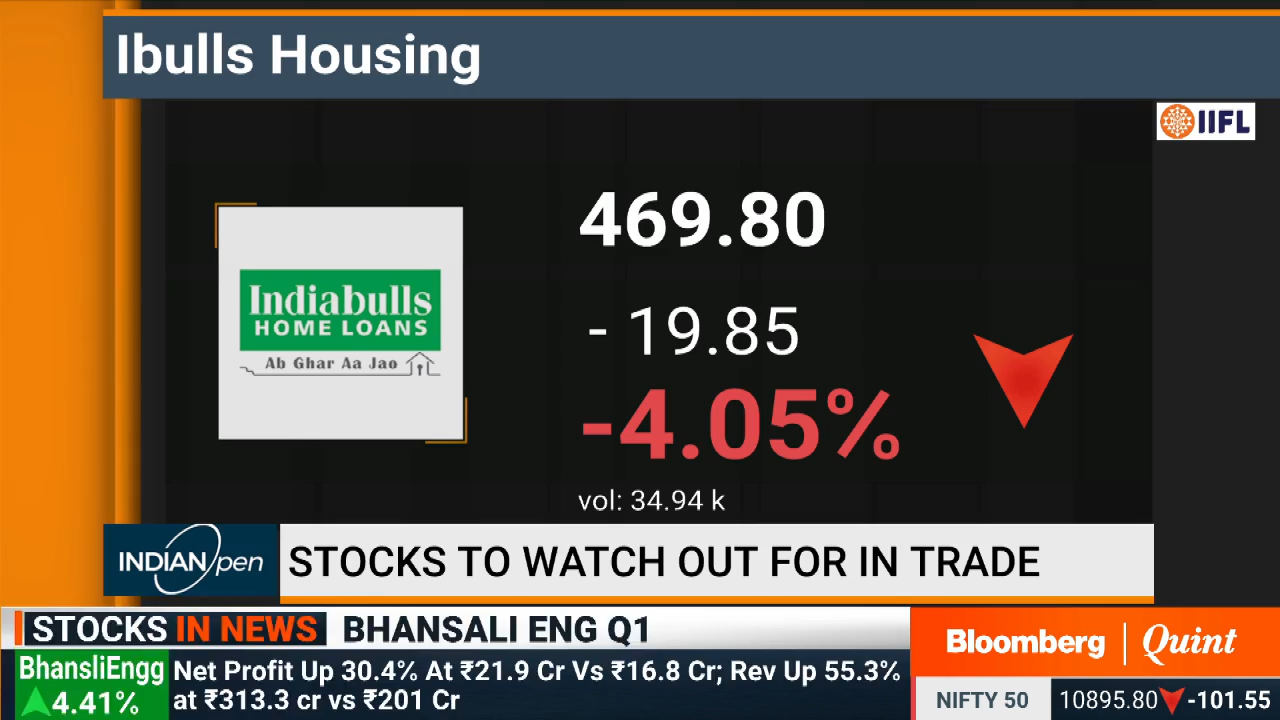 Ibulls Housing
IIFL
469.80
- 19.85
-4.05%
vol: 34.94 k
Indiabulls
HOME LOANS
Ab Ghar Aa Jao
INDIAN Open
STOCKS TO WATCH OUT FOR IN TRADE
STOCKS IN NEWS BHANSALI ENG Q1
BhansliEngg
4.41%
Net Profit Up 30.4% At ₹21.9 Cr Vs ₹16.8 Cr; Rev Up 55.3%
at ₹313.3 cr vs ₹201 Cr
Bloomberg | Quint
NIFTY 50 10895.80 -101.55